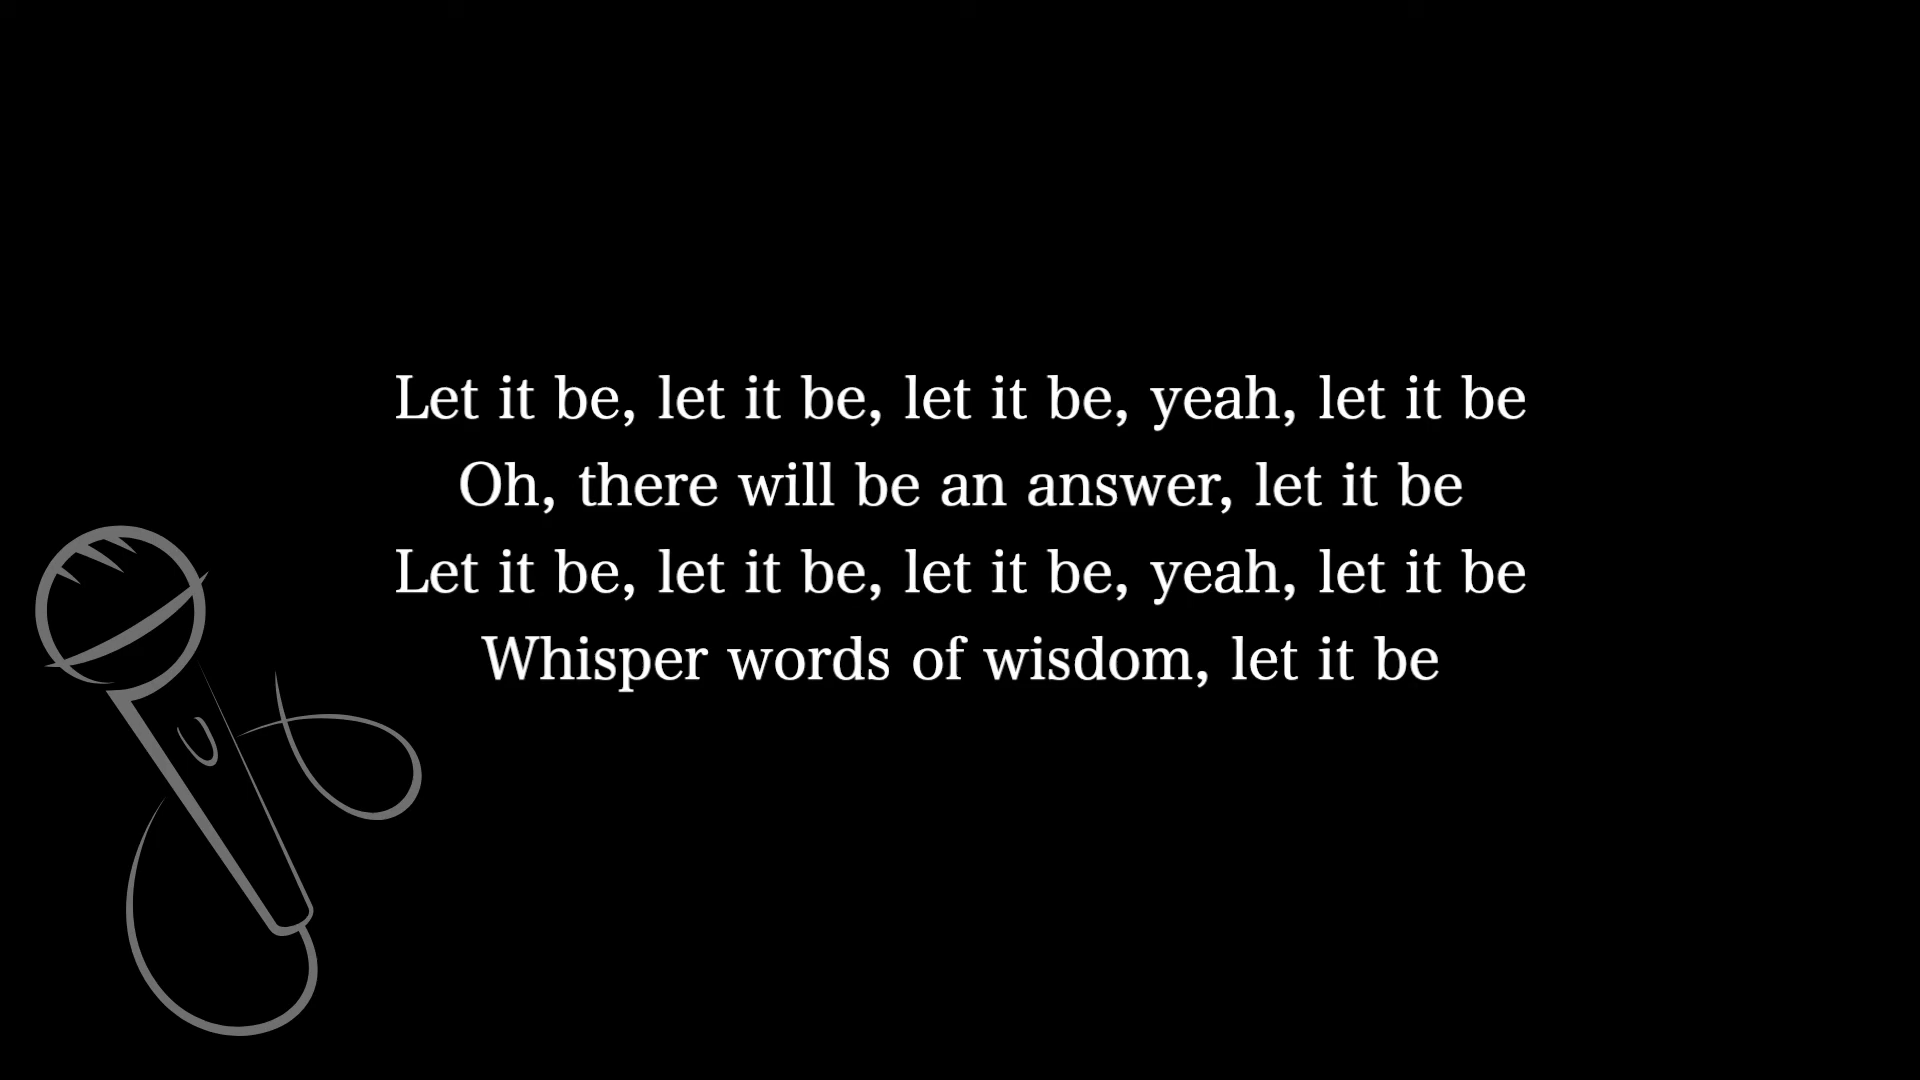 Let it be, let it be, let it be, yeah, let it be
Oh, there will be an answer, let it be
Let it be, let it be, let it be, yeah, let it be
Whisper words of wisdom, let it be